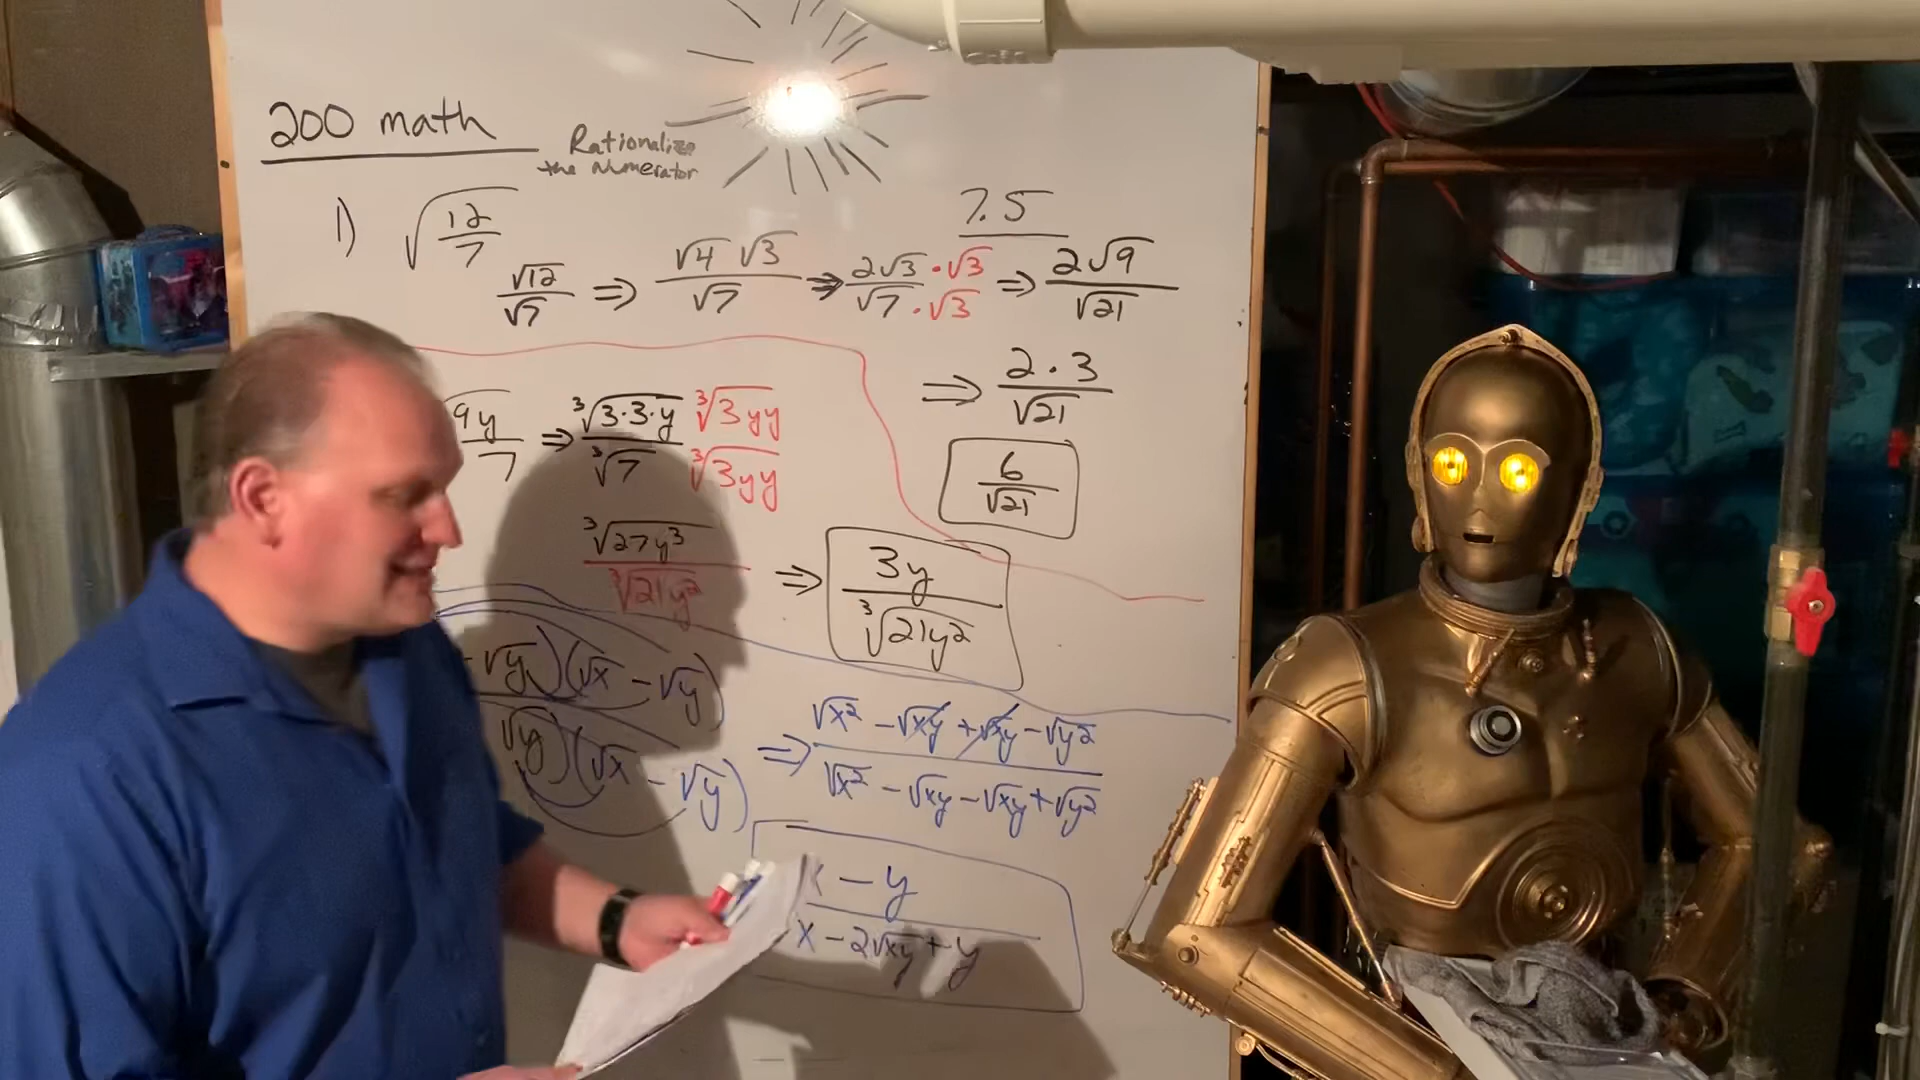 200 math
Rationalize
the Numerator
7.5
1) √(12/7)
√12/√7 ⇒ √4 √3/√7 ⇒ 2√3 · √3/√7 · √3 ⇒ 2√9/√21
⇒ 2 · 3/√21
6/√21
9y/7 ⇒ ∛(3·3·y) ∛(3yy)/∛7 ∛(3yy)
∛(27y³)/∛(21y²) ⇒ 3y/∛(21y²)
- √y)(√x - √y)/√y)(√x - √y) ⇒ √x² - √xy + √xy - √y²/√x² - √xy - √xy + √y²
x - y/x - 2√xy + y